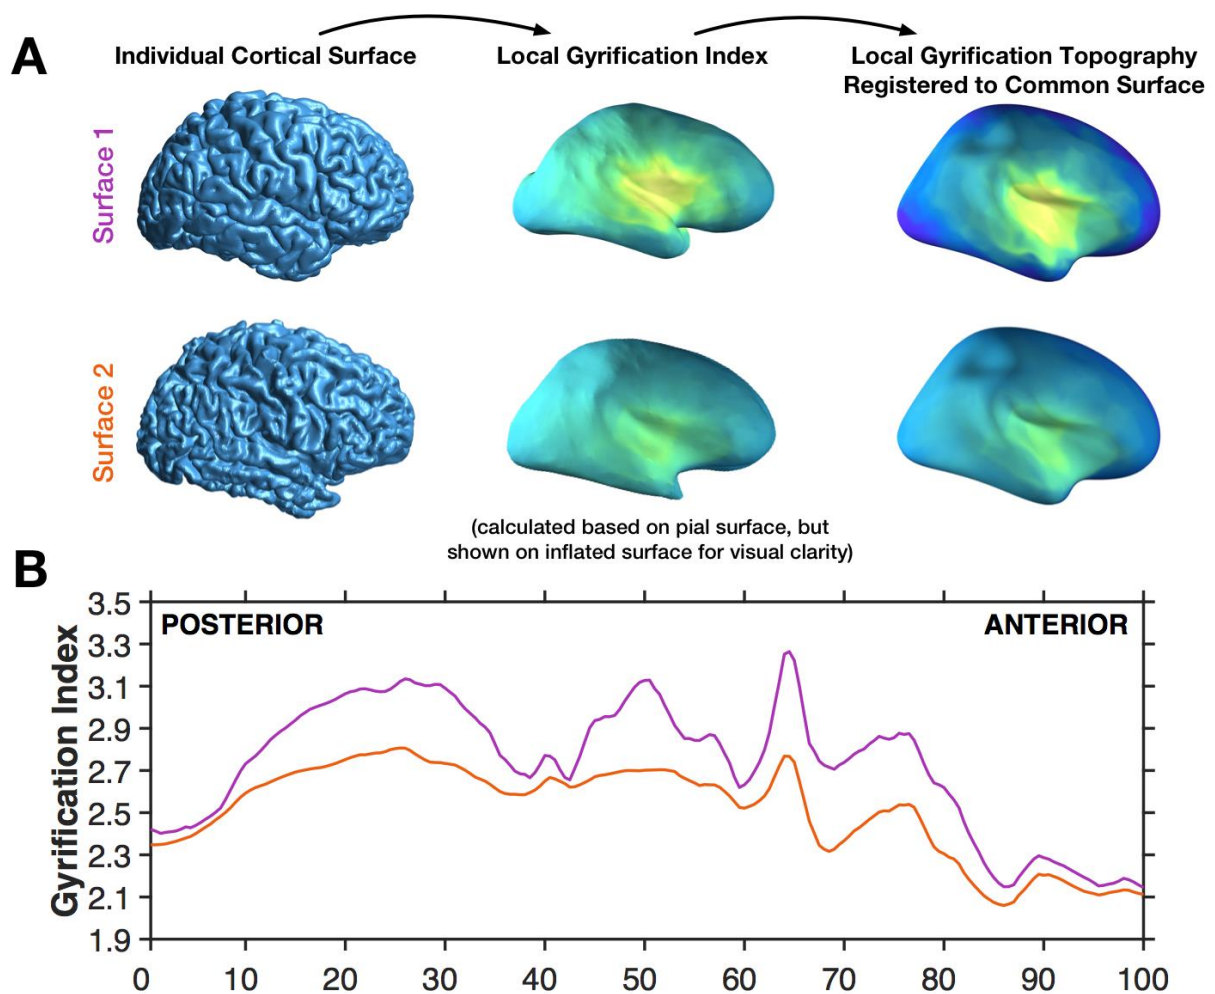 A
Individual Cortical Surface
Local Gyrification Index
Local Gyrification Topography
Registered to Common Surface
Surface 1
Surface 2
(calculated based on pial surface, but
shown on inflated surface for visual clarity)
B
POSTERIOR
ANTERIOR
Gyrification Index
3.5
3.3
3.1
2.9
2.7
2.5
2.3
2.1
1.9
0 10 20 30 40 50 60 70 80 90 100